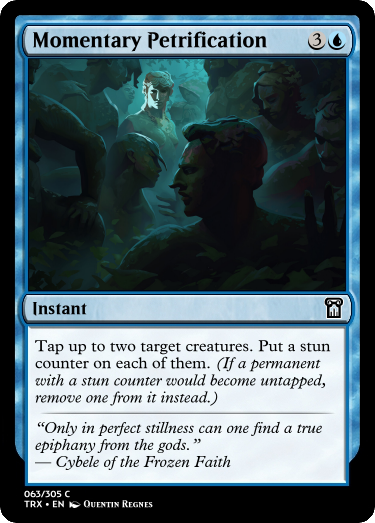 Momentary Petrification 3
Instant
Tap up to two target creatures. Put a stun
counter on each of them. (If a permanent
with a stun counter would become untapped,
remove one from it instead.)
“Only in perfect stillness can one find a true
epiphany from the gods.”
— Cybele of the Frozen Faith
063/305 C
TRX • EN Quentin Regnes